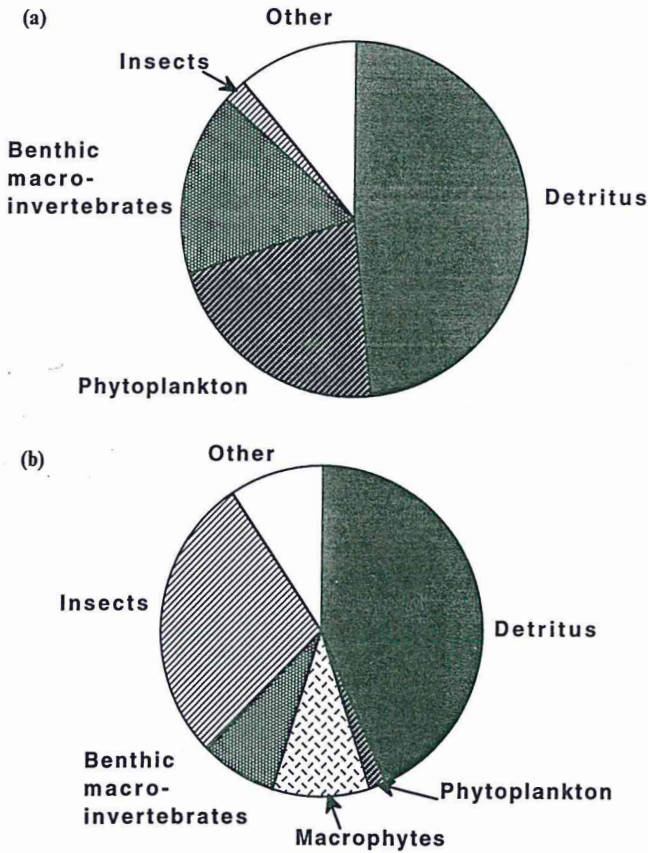 (a)
Other
Insects
Benthic
macro-
invertebrates
Detritus
Phytoplankton
(b)
Other
Insects
Detritus
Benthic
macro-
invertebrates
Phytoplankton
Macrophytes